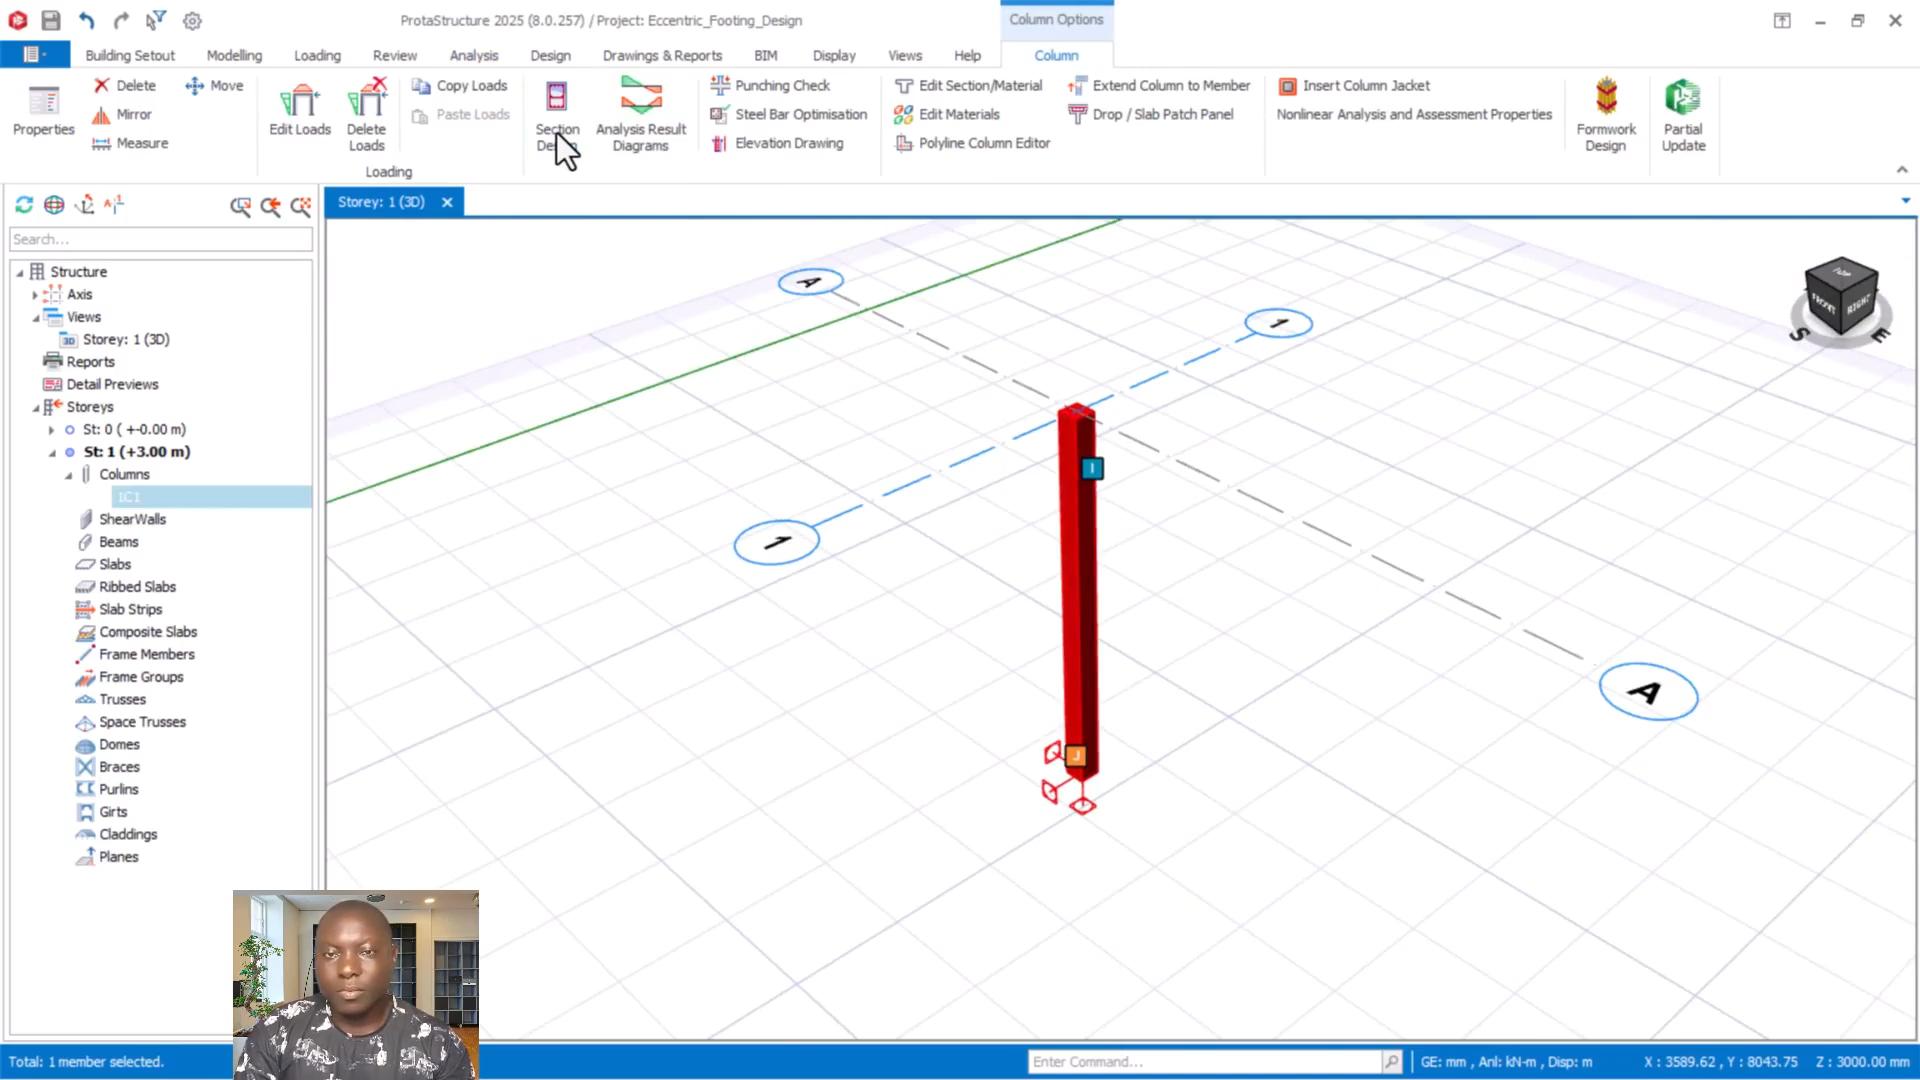 ProtaStructure 2025 (8.0.257) / Project: Eccentric_Footing_Design
Column Options
Building Setout
Modelling
Loading
Review
Analysis
Design
Drawings & Reports
BIM
Display
Views
Help
Column
Properties
Delete
Mirror
Measure
Move
Edit Loads
Delete Loads
Copy Loads
Paste Loads
Loading
Section
Analysis Result
Diagrams
Punching Check
Steel Bar Optimisation
Elevation Drawing
Edit Section/Material
Edit Materials
Polyline Column Editor
Extend Column to Member
Drop / Slab Patch Panel
Insert Column Jacket
Nonlinear Analysis and Assessment Properties
Formwork
Design
Partial
Update
Search...
Storey: 1 (3D)
Structure
Axis
Views
3D Storey: 1 (3D)
Reports
Detail Previews
Storeys
St: 0 ( +-0.00 m)
St: 1 (+3.00 m)
Columns
1C1
ShearWalls
Beams
Slabs
Ribbed Slabs
Slab Strips
Composite Slabs
Frame Members
Frame Groups
Trusses
Space Trusses
Domes
Braces
Purlins
Girts
Claddings
Planes
A
1
I
1
A
J
TOP
FRONT
RIGHT
S
E
Total: 1 member selected.
Enter Command...
GE: mm , Anl: kN-m , Disp: m
X : 3589.62 , Y : 8043.75
Z : 3000.00 mm